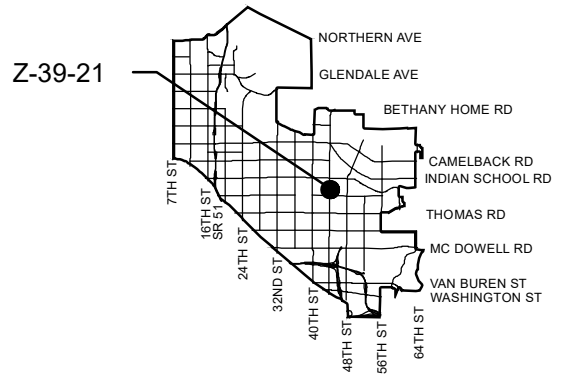 NORTHERN AVE
Z-39-21
GLENDALE AVE
BETHANY HOME RD
CAMELBACK RD
INDIAN SCHOOL RD
THOMAS RD
MC DOWELL RD
VAN BUREN ST
WASHINGTON ST
7TH ST
16TH ST
SR 51
24TH ST
32ND ST
40TH ST
48TH ST
56TH ST
64TH ST